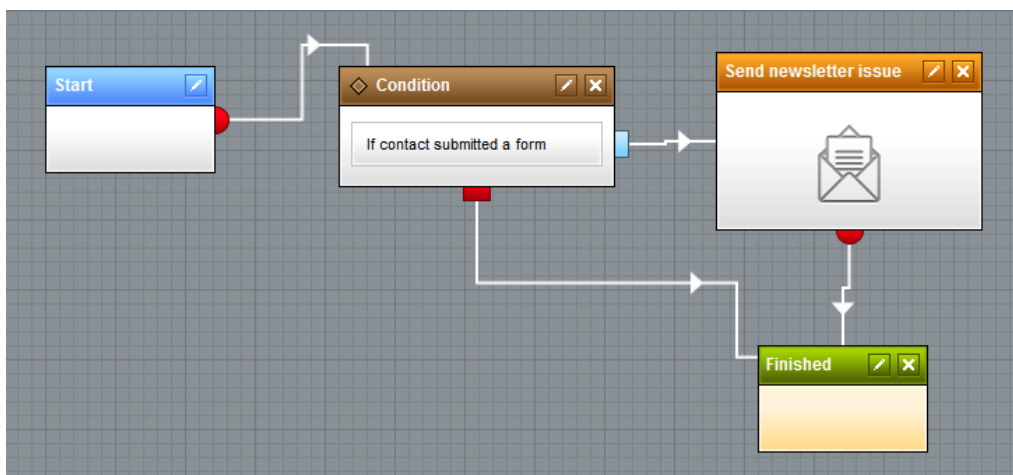 Start
Condition
If contact submitted a form
Send newsletter issue
Finished